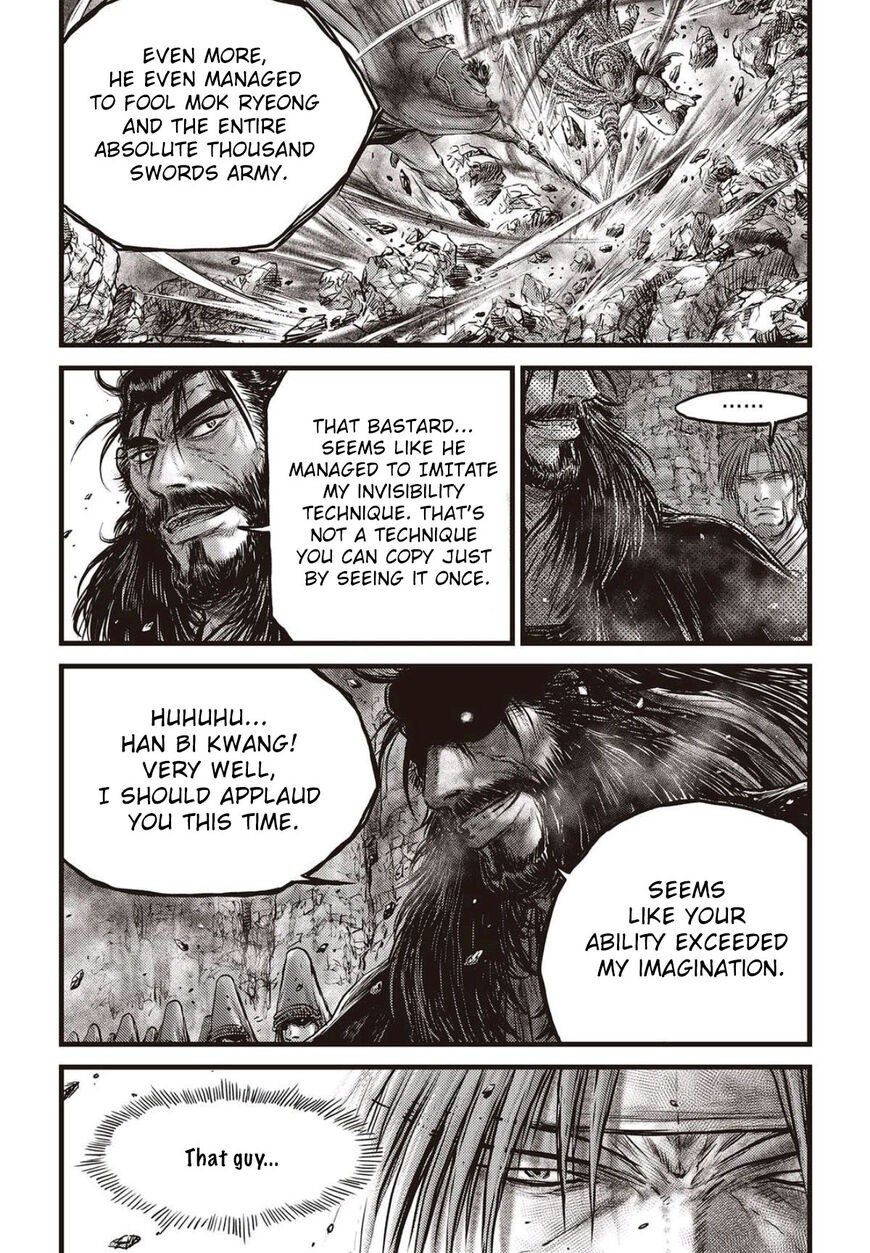 EVEN MORE,
HE EVEN MANAGED
TO FOOL MOK RYEONG
AND THE ENTIRE
ABSOLUTE THOUSAND
SWORDS ARMY.
THAT BASTARD...
SEEMS LIKE HE
MANAGED TO IMITATE
MY INVISIBILITY
TECHNIQUE. THAT'S
NOT A TECHNIQUE
YOU CAN COPY JUST
BY SEEING IT ONCE.
......
HUHUHU...
HAN BI KWANG!
VERY WELL,
I SHOULD APPLAUD
YOU THIS TIME.
SEEMS
LIKE YOUR
ABILITY EXCEEDED
MY IMAGINATION.
That guy...